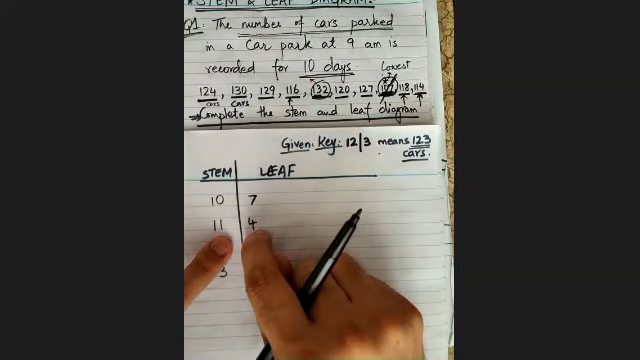 *STEM & LEAF DIAGRAM:
Q1: The number of cars parked
in a car park at 9 am is
recorded for 10 days. Lowest
124, 130, 129, 116, 132, 120, 127, 107, 118, 114
cars cars
Complete the stem and leaf diagram
Given, Key: 12|3 means 123
cars.
STEM LEAF
10 7
11 4
3